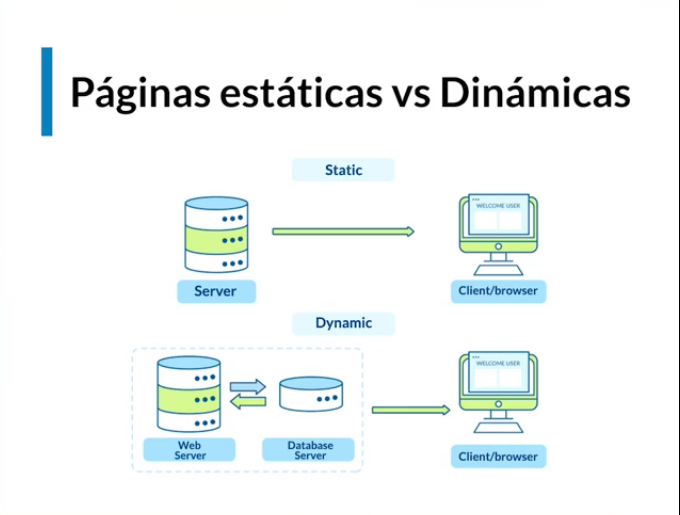 Páginas estáticas vs Dinámicas
Static
WELCOME USER
Server
Client/browser
Dynamic
WELCOME USER
Web
Server
Database
Server
Client/browser